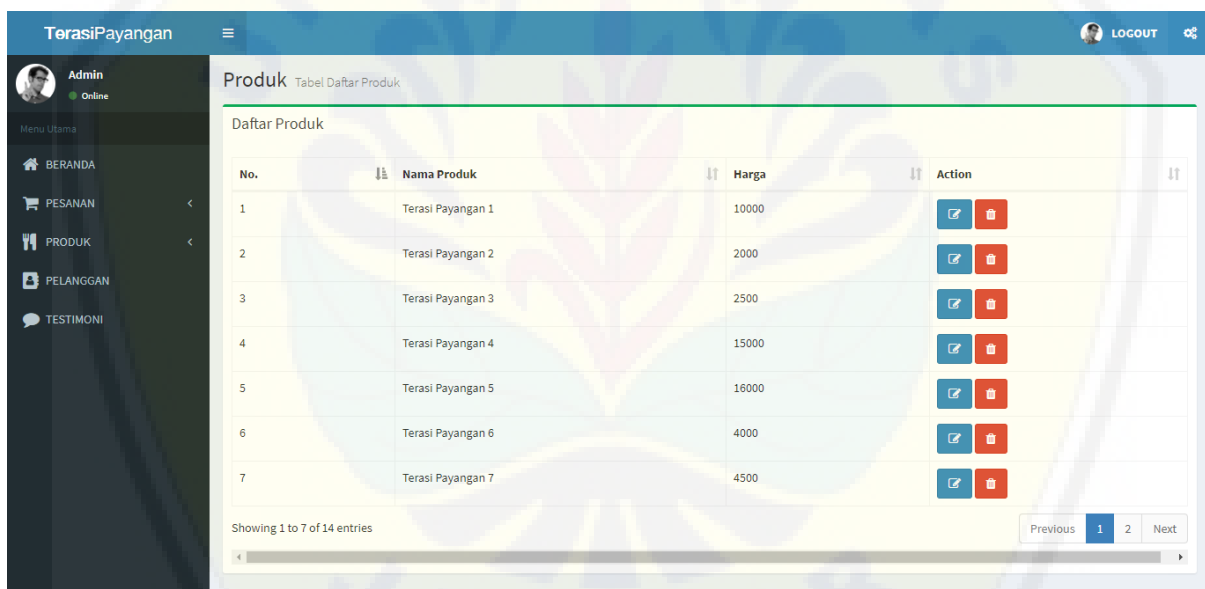 TerasiPayangan
LOGOUT
Admin
Online
Menu Utama
BERANDA
PESANAN
PRODUK
PELANGGAN
TESTIMONI
Produk Tabel Daftar Produk
Daftar Produk
No. Nama Produk Harga Action
1 Terasi Payangan 1 10000
2 Terasi Payangan 2 2000
3 Terasi Payangan 3 2500
4 Terasi Payangan 4 15000
5 Terasi Payangan 5 16000
6 Terasi Payangan 6 4000
7 Terasi Payangan 7 4500
Showing 1 to 7 of 14 entries
Previous 1 2 Next